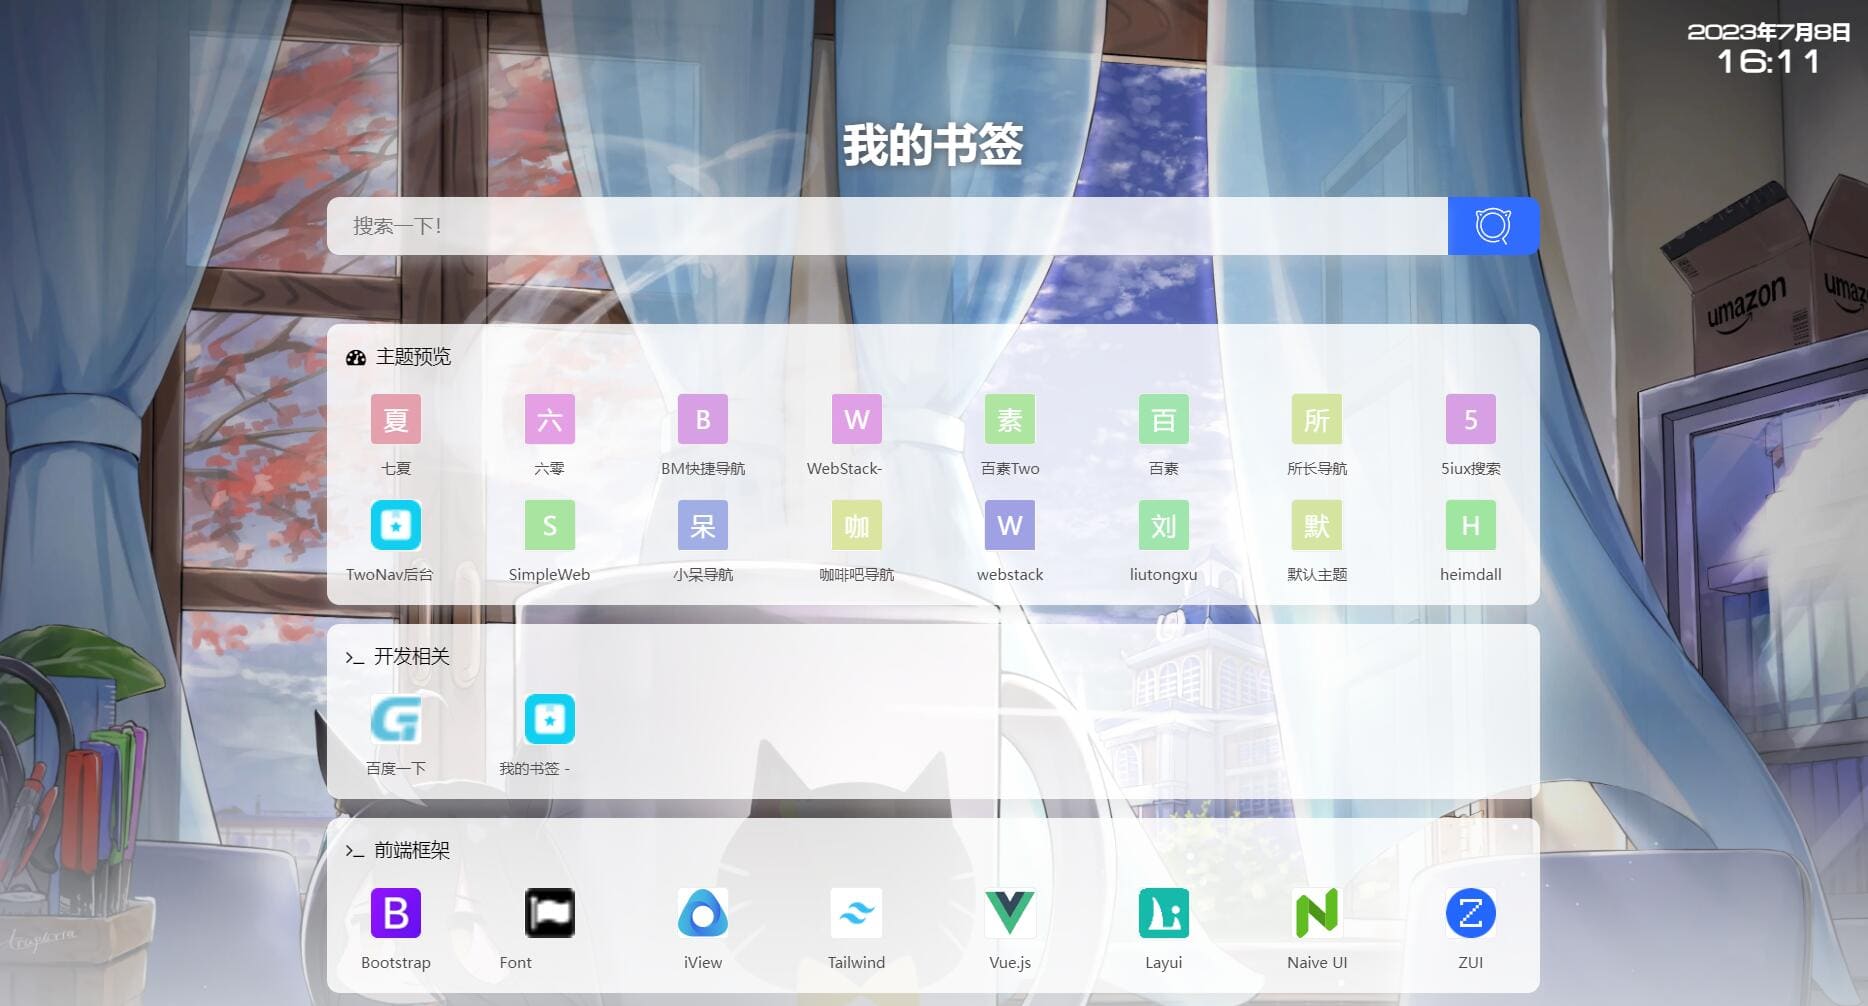 2023年7月8日
16:11
我的书签
搜索一下!
umazon
umaz
主题预览
夏 六 B W 素 百 所 5
七夏 六零 BM快捷导航 WebStack- 百素Two 百素 所长导航 5iux搜索
S 呆 咖 W 刘 默 H
TwoNav后台 SimpleWeb 小呆导航 咖啡吧导航 webstack liutongxu 默认主题 heimdall
>_ 开发相关
百度一下 我的书签 -
>_ 前端框架
B Z
Bootstrap Font iView Tailwind Vue.js Layui Naive UI ZUI